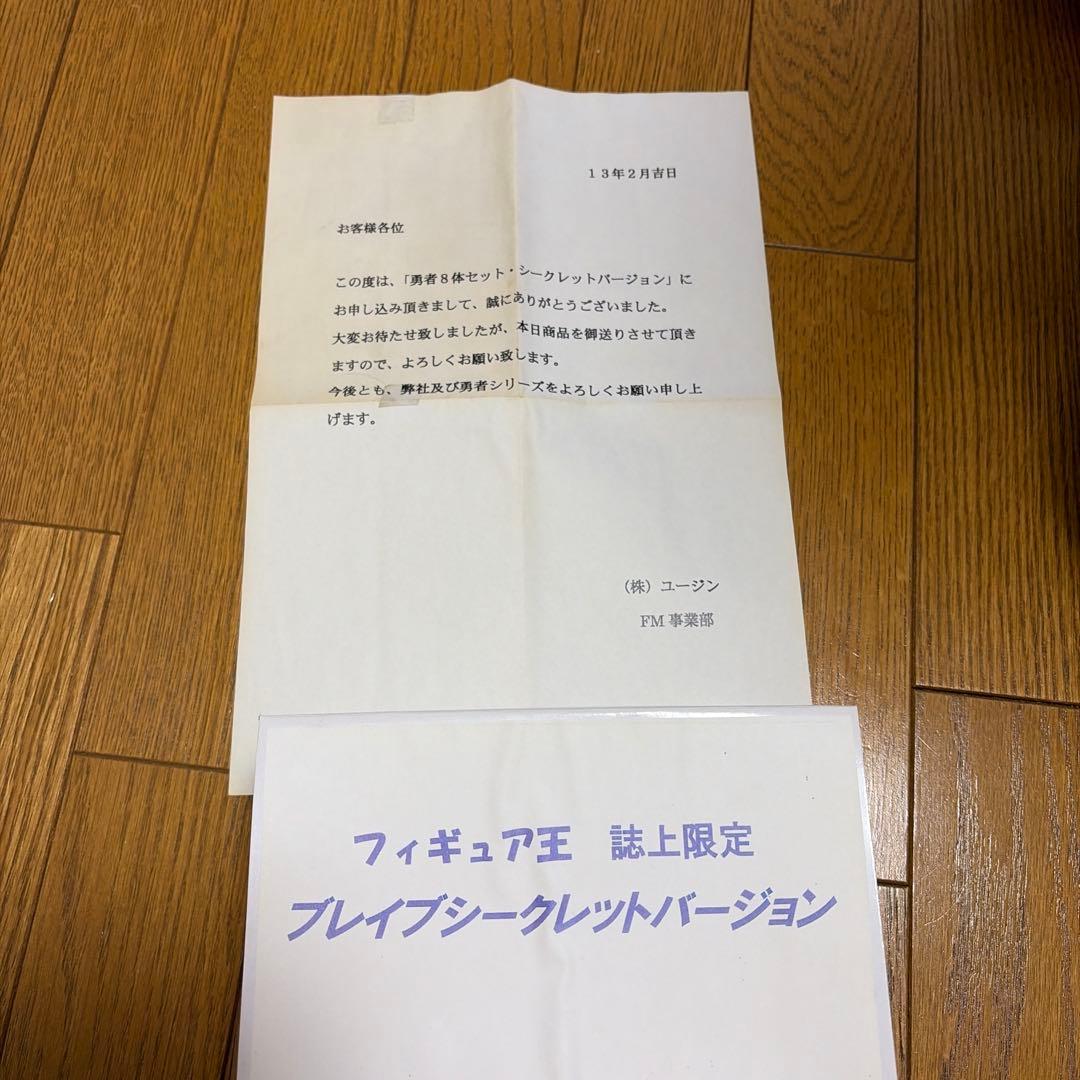 13年2月吉日
お客様各位
この度は、「勇者8体セット・シークレットバージョン」に
お申し込み頂きまして、誠にありがとうございました。
大変お待たせ致しましたが、本日商品を御送りさせて頂き
ますので、よろしくお願い致します。
今後とも、弊社及び勇者シリーズをよろしくお願い申し上
げます。
（株）ユージン
FM事業部
フィギュア王 誌上限定
ブレイブシークレットバージョン